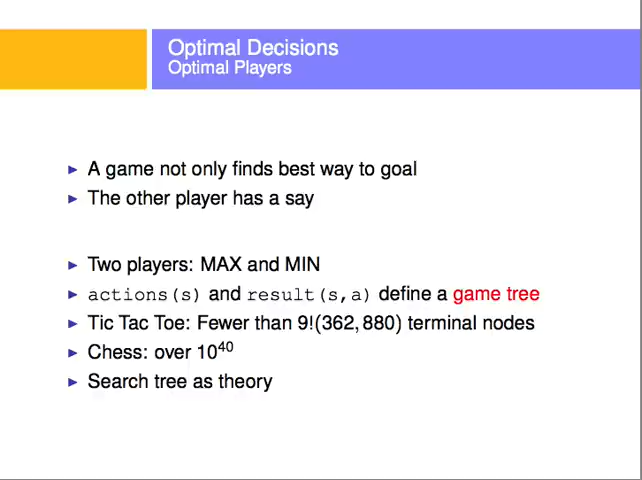 Optimal Decisions
Optimal Players
▶ A game not only finds best way to goal
▶ The other player has a say
▶ Two players: MAX and MIN
▶ actions(s) and result(s,a) define a game tree
▶ Tic Tac Toe: Fewer than 9!(362, 880) terminal nodes
▶ Chess: over 10⁴⁰
▶ Search tree as theory